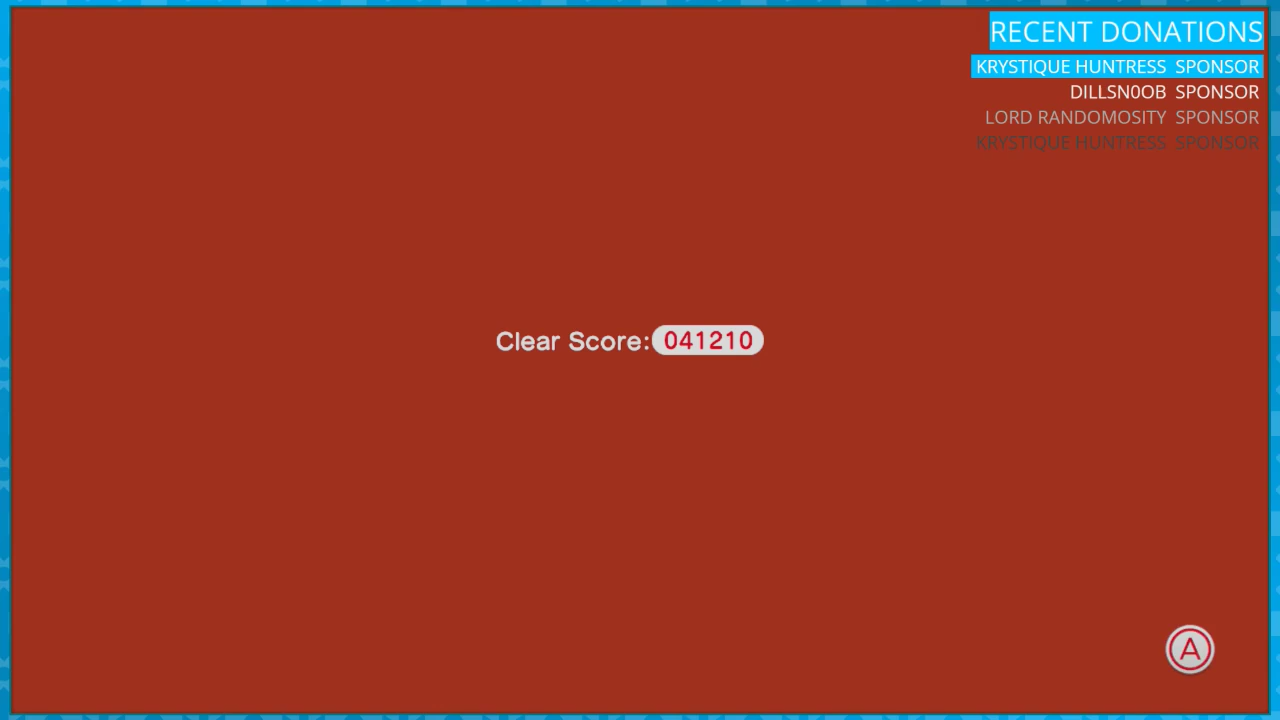 RECENT DONATIONS
KRYSTIQUE HUNTRESS SPONSOR
DILLSN0OB SPONSOR
LORD RANDOMOSITY SPONSOR
KRYSTIQUE HUNTRESS SPONSOR
Clear Score: 041210
A